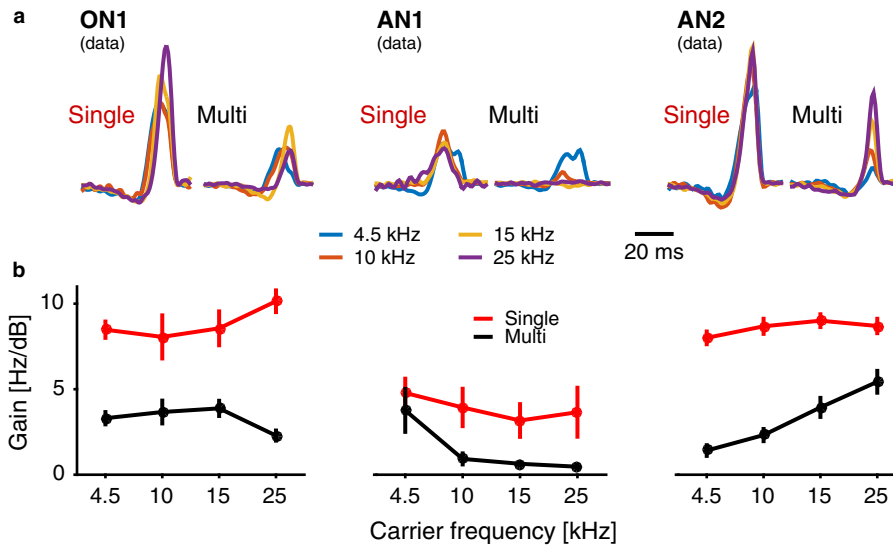 a
ON1
(data)
AN1
(data)
AN2
(data)
Single
Multi
Single
Multi
Single
Multi
4.5 kHz
15 kHz
10 kHz
25 kHz
20 ms
b
Gain [Hz/dB]
10
5
0
Single
Multi
4.5 10 15 25
4.5 10 15 25
4.5 10 15 25
Carrier frequency [kHz]